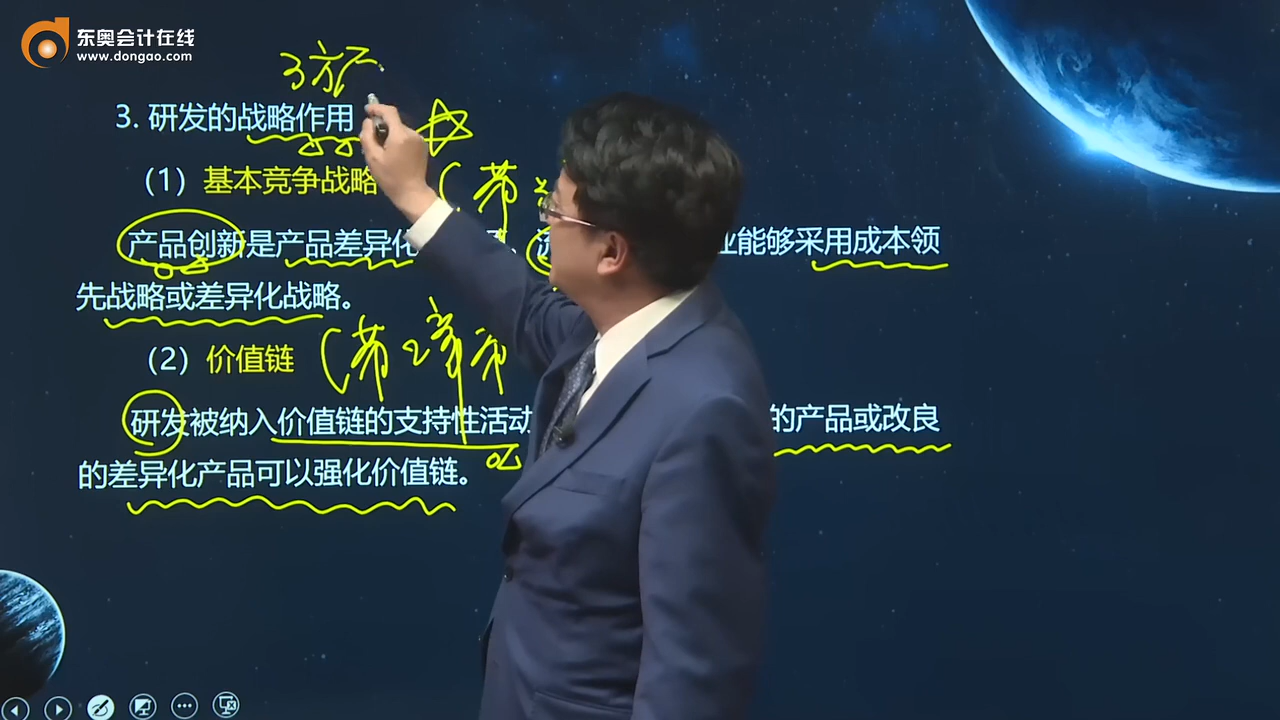 东奥会计在线
www.dongao.com
3方
3. 研发的战略作用
（1）基本竞争战略
产品创新是产品差异化 业能够采用成本领
先战略或差异化战略。
（2）价值链 （第2章
研发被纳入价值链的支持性活动 的产品或改良
的差异化产品可以强化价值链。